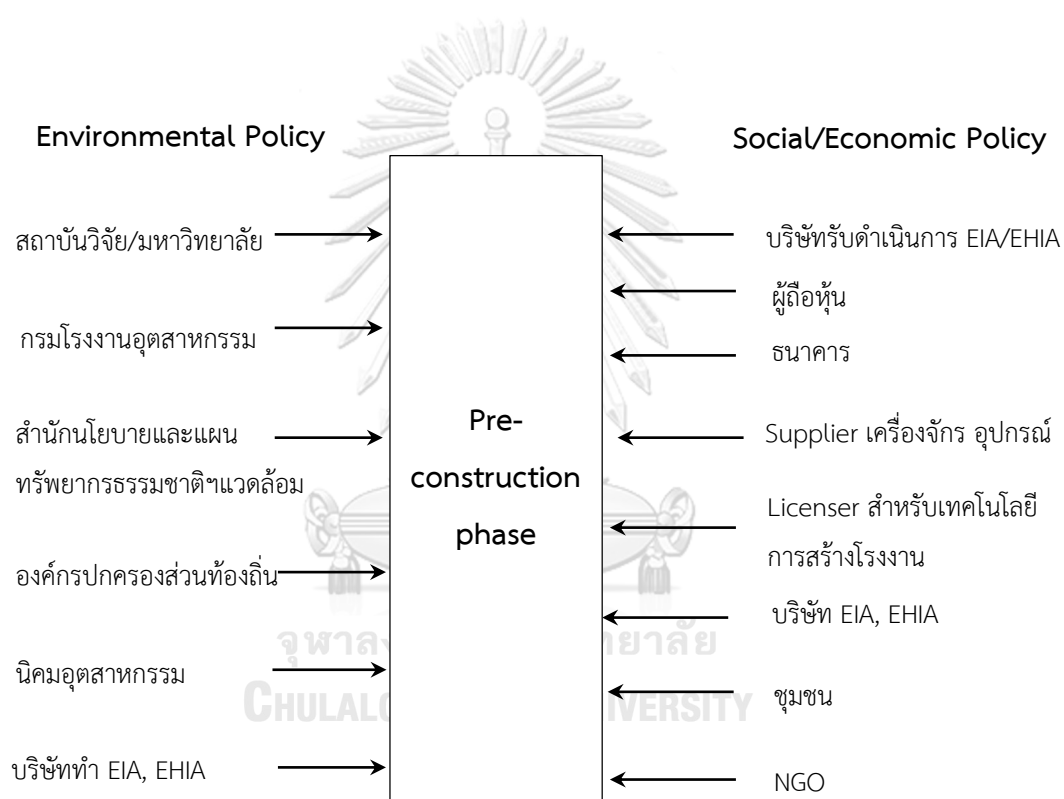 Environmental Policy
Social/Economic Policy
สถาบันวิจัย/มหาวิทยาลัย
กรมโรงงานอุตสาหกรรม
สำนักนโยบายและแผน
ทรัพยากรธรรมชาติฯแวดล้อม
องค์กรปกครองส่วนท้องถิ่น
นิคมอุตสาหกรรม
บริษัททำ EIA, EHIA
Pre-
construction
phase
บริษัทรับดำเนินการ EIA/EHIA
ผู้ถือหุ้น
ธนาคาร
Supplier เครื่องจักร อุปกรณ์
Licenser สำหรับเทคโนโลยี
การสร้างโรงงาน
บริษัท EIA, EHIA
ชุมชน
NGO